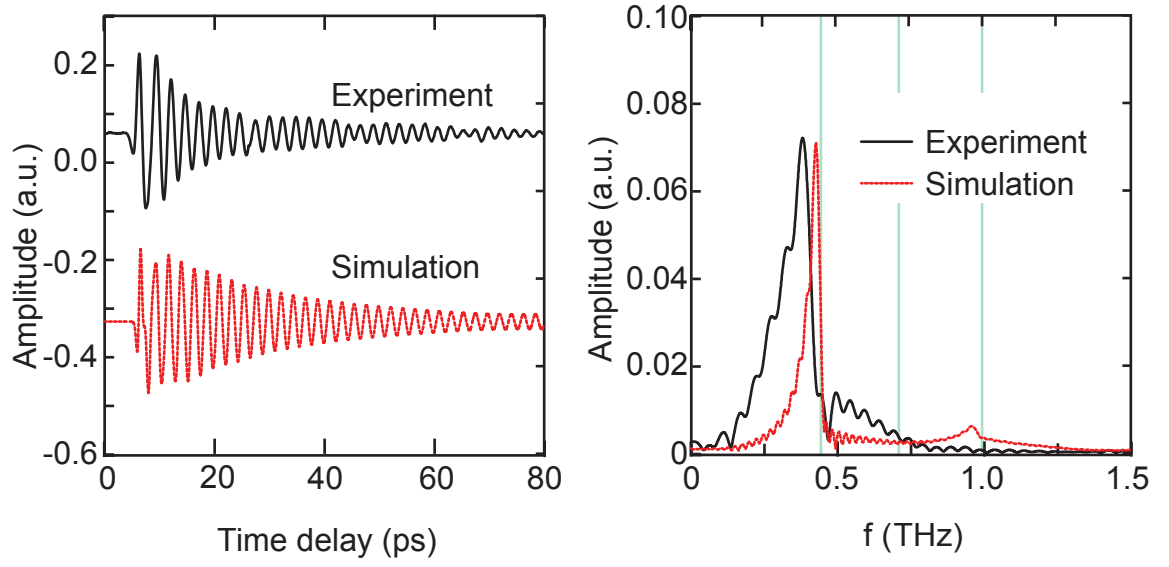 Amplitude (a.u.)
0.2
0.0
-0.2
-0.4
-0.6
Experiment
Simulation
0
20
40
60
80
Time delay (ps)
Amplitude (a.u.)
0.10
0.08
0.06
0.04
0.02
0
Experiment
Simulation
0
0.5
1.0
1.5
f (THz)